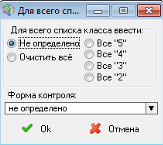 Для всего сп...
Для всего списка класса ввести:
Не определено
Очистить всё
Все "5"
Все "4"
Все "3"
Все "2"
Форма контроля:
не определено
Ok
Отмена